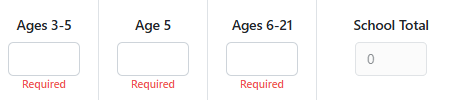 Ages 3-5 Age 5 Ages 6-21 School Total
0
Required Required Required